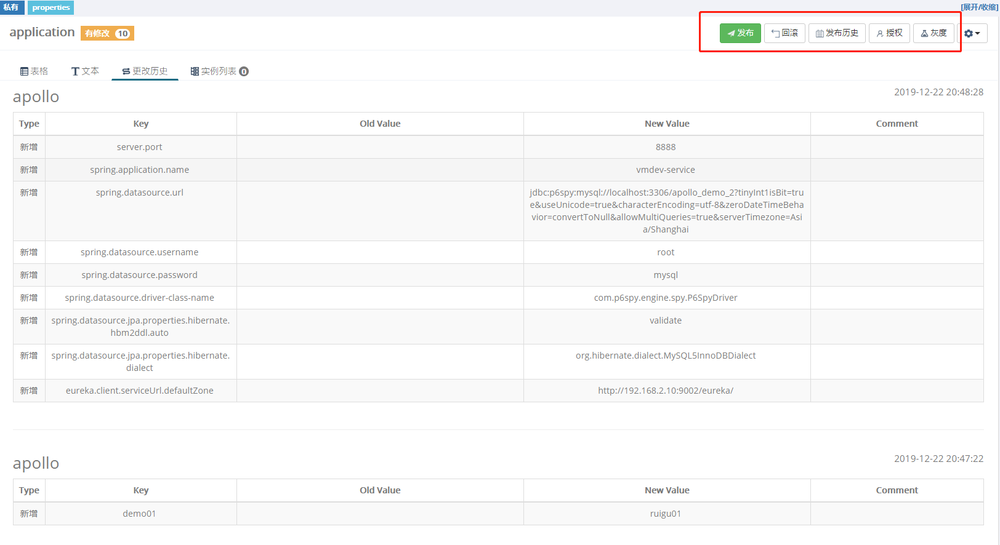 私有 properties [展开/收缩]
application 有修改 10 发布 回滚 发布历史 授权 灰度
表格 文本 更改历史 实例列表 0
apollo 2019-12-22 20:48:28
Type Key Old Value New Value Comment
新增 server.port 8888
新增 spring.application.name vmdev-service
新增 spring.datasource.url jdbc:p6spy:mysql://localhost:3306/apollo_demo_2?tinyInt1isBit=tru
e&useUnicode=true&characterEncoding=utf-8&zeroDateTimeBeha
vior=convertToNull&allowMultiQueries=true&serverTimezone=Asi
a/Shanghai
新增 spring.datasource.username root
新增 spring.datasource.password mysql
新增 spring.datasource.driver-class-name com.p6spy.engine.spy.P6SpyDriver
新增 spring.datasource.jpa.properties.hibernate. validate
hbm2ddl.auto
新增 spring.datasource.jpa.properties.hibernate. org.hibernate.dialect.MySQL5InnoDBDialect
dialect
新增 eureka.client.serviceUrl.defaultZone http://192.168.2.10:9002/eureka/
apollo 2019-12-22 20:47:22
Type Key Old Value New Value Comment
新增 demo01 ruigu01